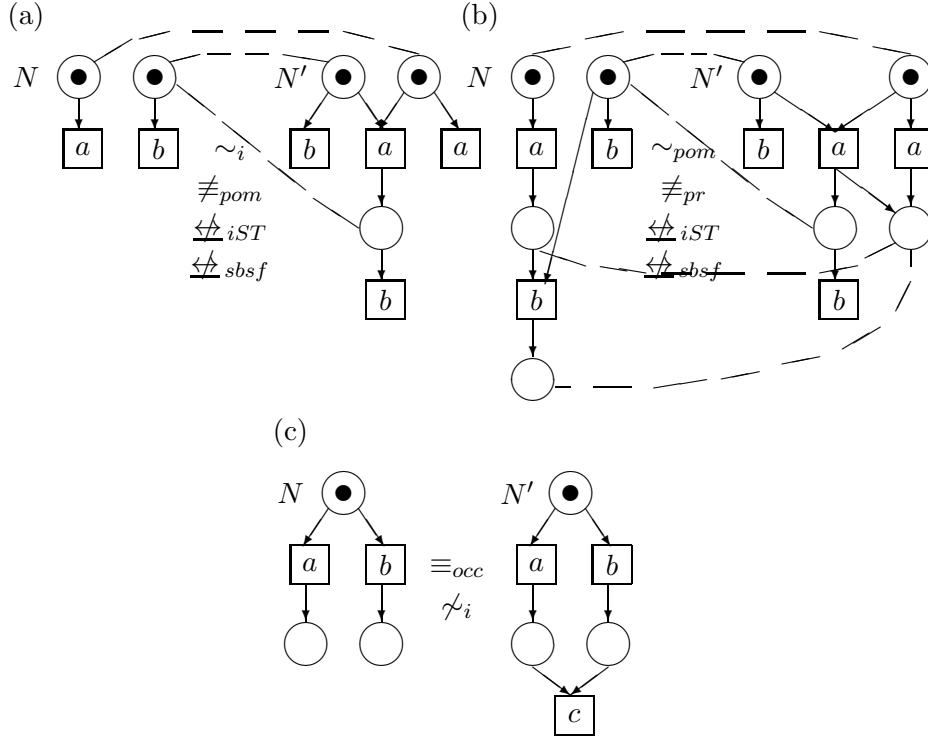 (a) (b)
N N′ N N′
a b b a a a b b a a
∼i ∼pom
≢pom ≢pr
↮ iST ↮ iST
↮ sbsf ↮ sbsf
b b b
(c)
N N′
a b ≡occ a b
≁i
c